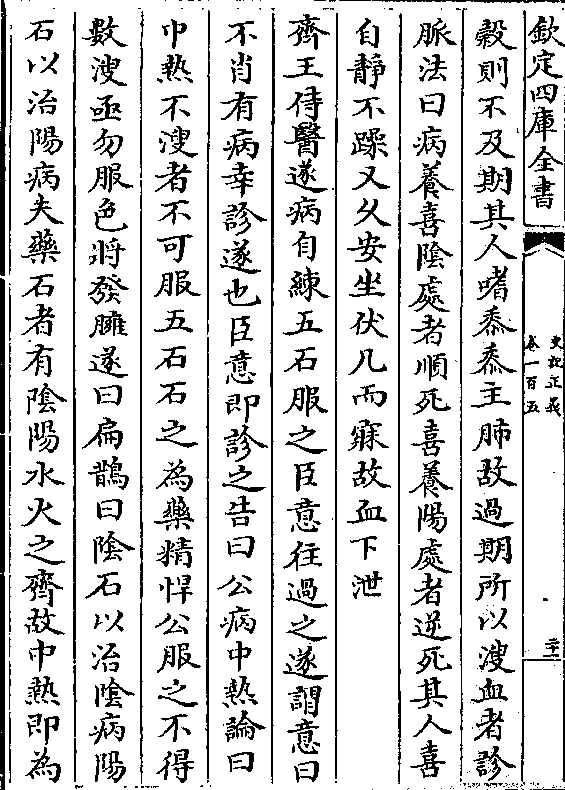 欽定四庫全書
史記正義
卷一百五
二十一
穀則不及期其人嗜黍黍主肺故過期所以溲血者診
脈法曰病養喜陰處者順死喜養陽處者逆死其人喜
自靜不躁又久安坐伏几而寐故血下泄
齊王侍醫遂病自練五石服之臣意往過之遂謂意曰
不肖有病幸診遂也臣意即診之告曰公病中熱論曰
中熱不溲者不可服五石石之為藥精悍公服之不得
數溲亟勿服色將發臃遂曰扁鵲曰陰石以治陰病陽
石以治陽病夫藥石者有陰陽水火之齊故中熱即為